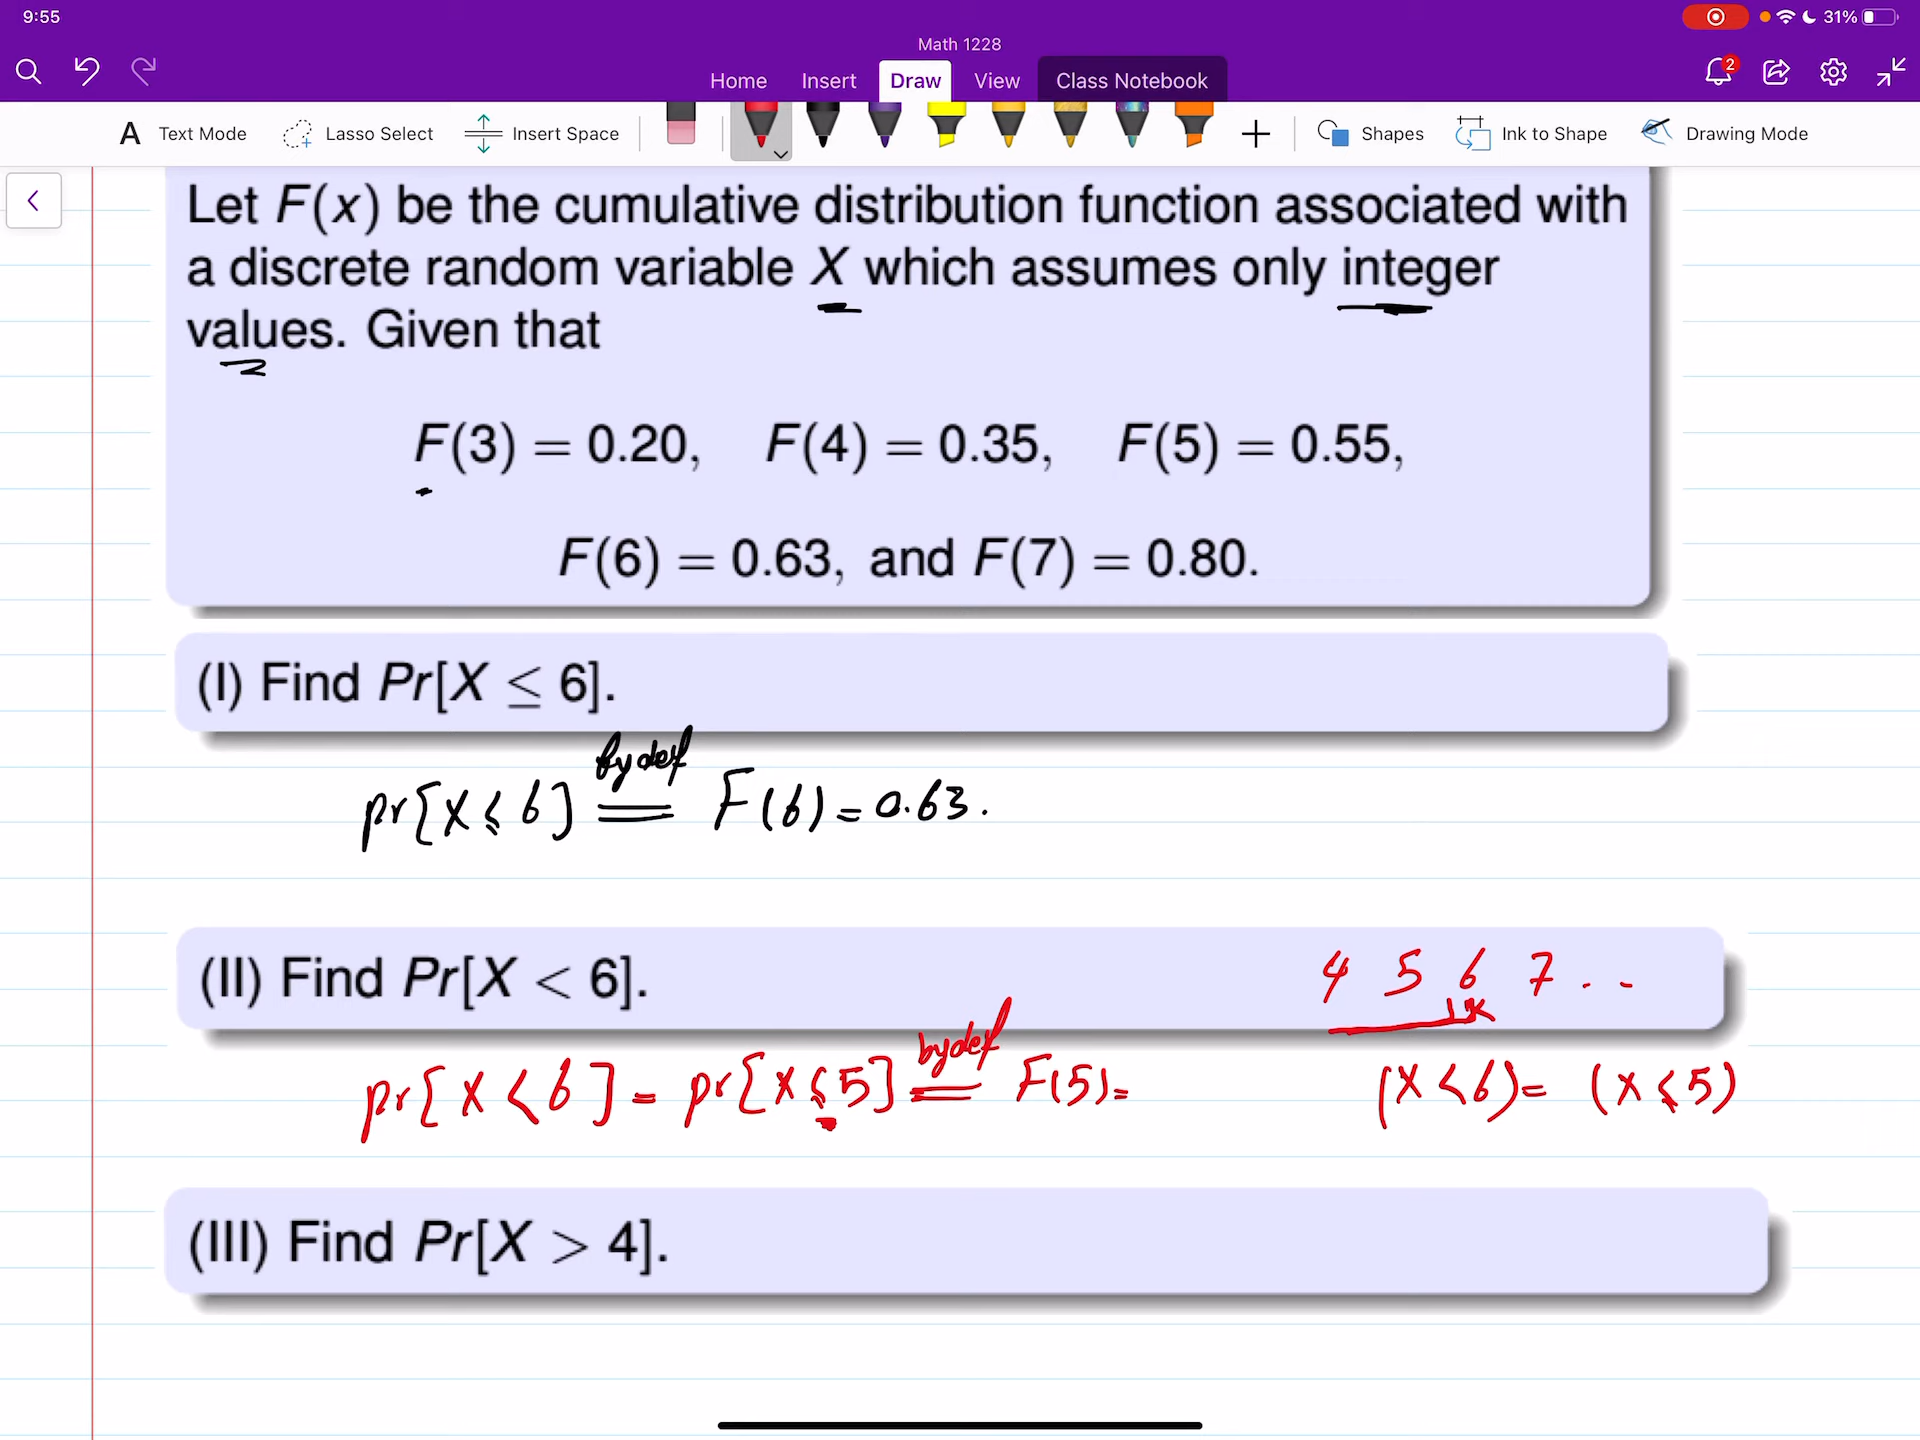 9:55
31%
Math 1228
2
Home Insert Draw View Class Notebook
A Text Mode Lasso Select Insert Space Shapes Ink to Shape Drawing Mode
Let F(x) be the cumulative distribution function associated with
a discrete random variable X which assumes only integer
values. Given that
F(3) = 0.20, F(4) = 0.35, F(5) = 0.55,
F(6) = 0.63, and F(7) = 0.80.
(I) Find Pr[X ≤ 6].
by def
pr[X ≤ 6] = F(6) = 0.63.
(II) Find Pr[X < 6].
4 5 6 7 . .
by def
pr[X < 6] = pr[X ≤ 5] = F(5) =
(X < 6) = (X ≤ 5)
(III) Find Pr[X > 4].